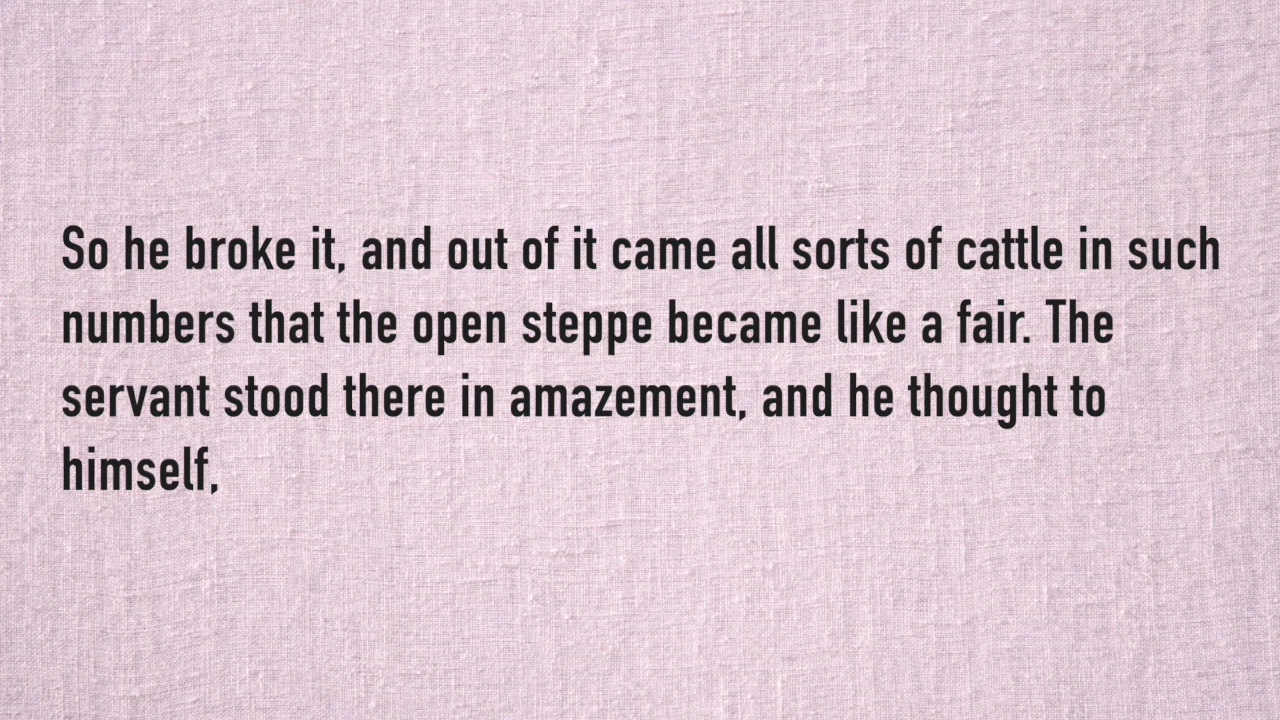 So he broke it, and out of it came all sorts of cattle in such
numbers that the open steppe became like a fair. The
servant stood there in amazement, and he thought to
himself,